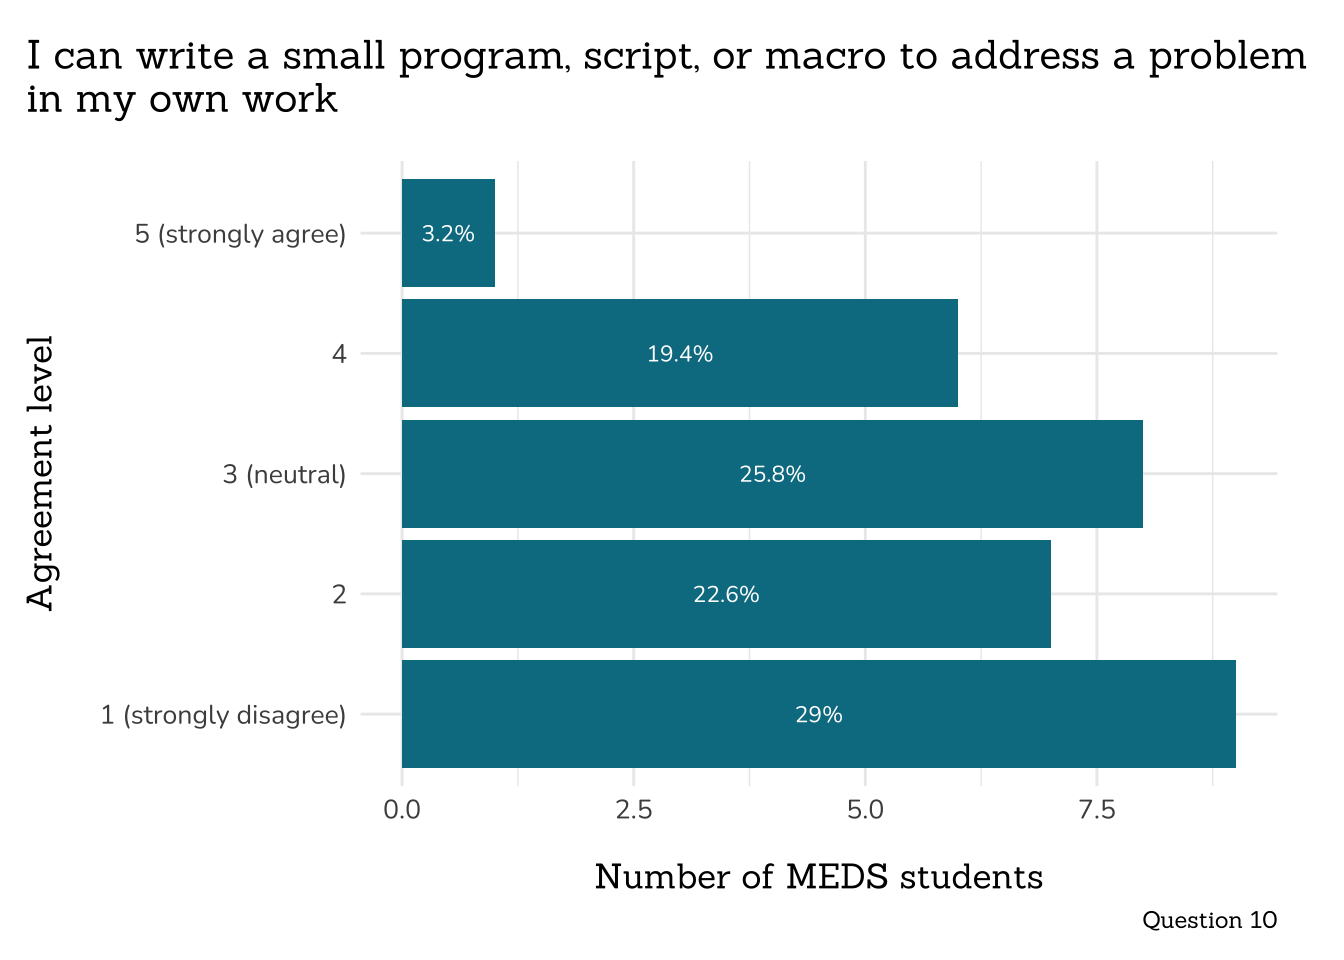 I can write a small program, script, or macro to address a problem
in my own work
Agreement level
5 (strongly agree)
3.2%
4
19.4%
3 (neutral)
25.8%
2
22.6%
1 (strongly disagree)
29%
0.0 2.5 5.0 7.5
Number of MEDS students
Question 10